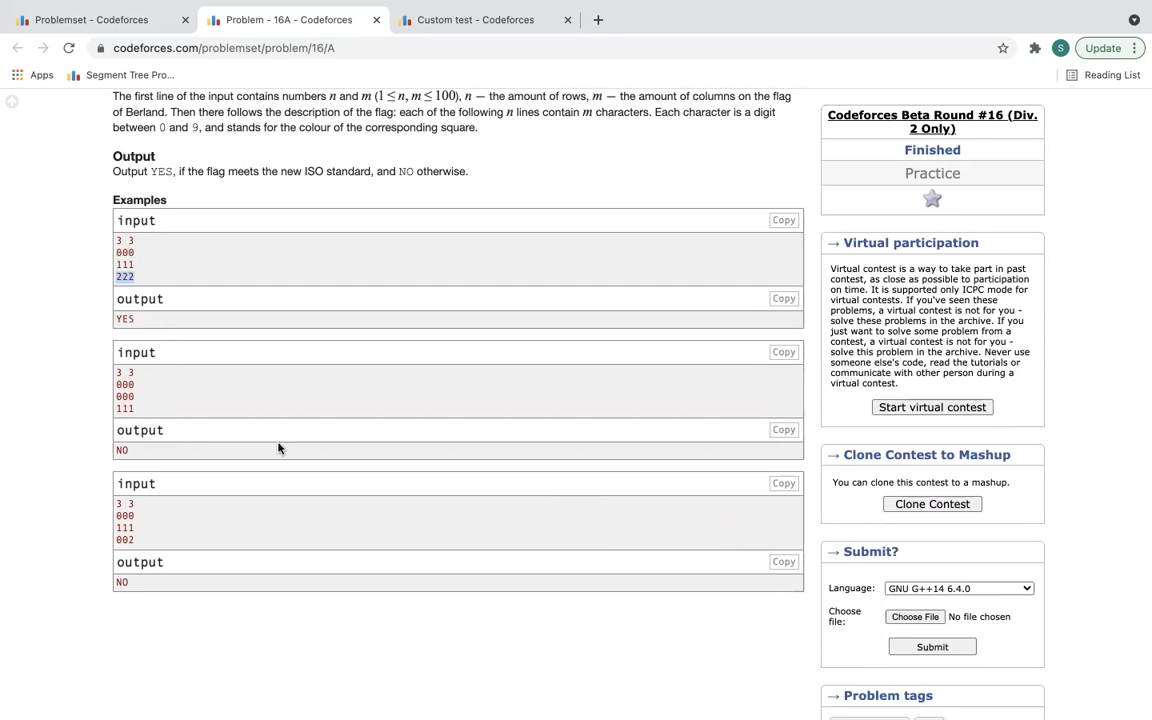 Problemset - Codeforces
Problem - 16A - Codeforces
Custom test - Codeforces
codeforces.com/problemset/problem/16/A
S
Update
Apps
Segment Tree Pro...
Reading List
The first line of the input contains numbers n and m (1 ≤ n, m ≤ 100), n — the amount of rows, m — the amount of columns on the flag
of Berland. Then there follows the description of the flag: each of the following n lines contain m characters. Each character is a digit
between 0 and 9, and stands for the colour of the corresponding square.
Output
Output YES, if the flag meets the new ISO standard, and NO otherwise.
Examples
input
Copy
3 3
000
111
222
output
Copy
YES
input
Copy
3 3
000
000
111
output
Copy
NO
input
Copy
3 3
000
111
002
output
Copy
NO
Codeforces Beta Round #16 (Div.
2 Only)
Finished
Practice
→ Virtual participation
Virtual contest is a way to take part in past
contest, as close as possible to participation
on time. It is supported only ICPC mode for
virtual contests. If you've seen these
problems, a virtual contest is not for you -
solve these problems in the archive. If you
just want to solve some problem from a
contest, a virtual contest is not for you -
solve this problem in the archive. Never use
someone else's code, read the tutorials or
communicate with other person during a
virtual contest.
Start virtual contest
→ Clone Contest to Mashup
You can clone this contest to a mashup.
Clone Contest
→ Submit?
Language:
GNU G++14 6.4.0
Choose
file:
Choose File No file chosen
Submit
→ Problem tags